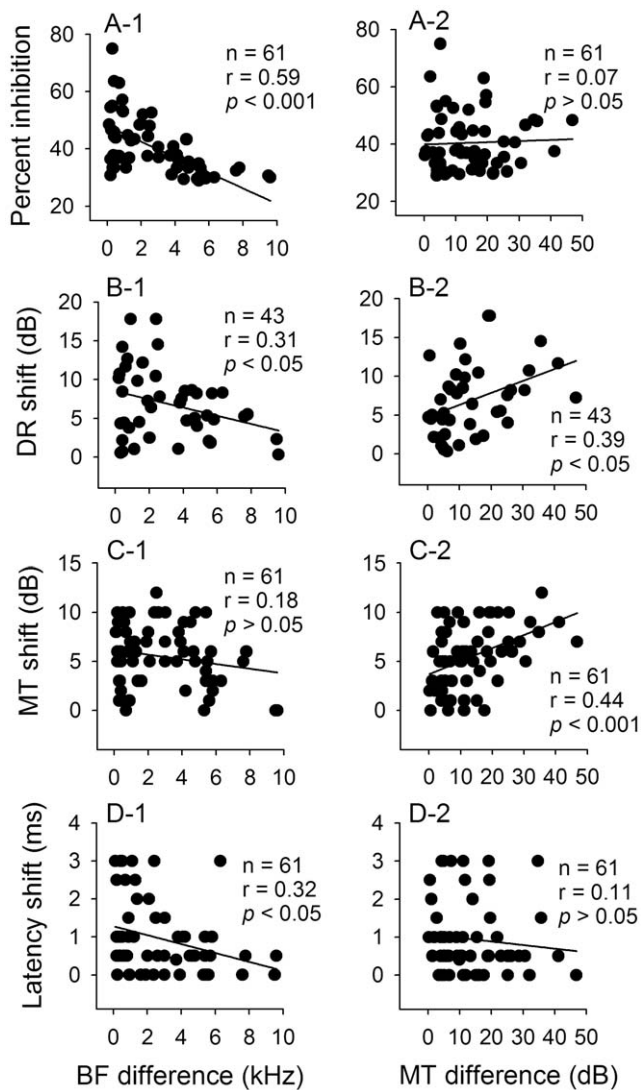 A-1
Percent inhibition
80
60
40
20
n = 61
r = 0.59
p < 0.001
0 2 4 6 8 10
A-2
80
60
40
20
n = 61
r = 0.07
p > 0.05
0 10 20 30 40 50
B-1
DR shift (dB)
20
15
10
5
0
n = 43
r = 0.31
p < 0.05
0 2 4 6 8 10
B-2
20
15
10
5
0
n = 43
r = 0.39
p < 0.05
0 10 20 30 40 50
C-1
MT shift (dB)
15
10
5
0
n = 61
r = 0.18
p > 0.05
0 2 4 6 8 10
C-2
15
10
5
0
n = 61
r = 0.44
p < 0.001
0 10 20 30 40 50
D-1
Latency shift (ms)
4
3
2
1
0
n = 61
r = 0.32
p < 0.05
0 2 4 6 8 10
BF difference (kHz)
D-2
4
3
2
1
0
n = 61
r = 0.11
p > 0.05
0 10 20 30 40 50
MT difference (dB)